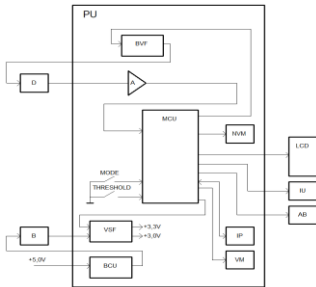 PU
BVF
D
A
MCU
NVM
LCD
MODE
IU
THRESHOLD
AB
VSF
+3,3V
+3,0V
B
IP
BCU
VM
+5,0V